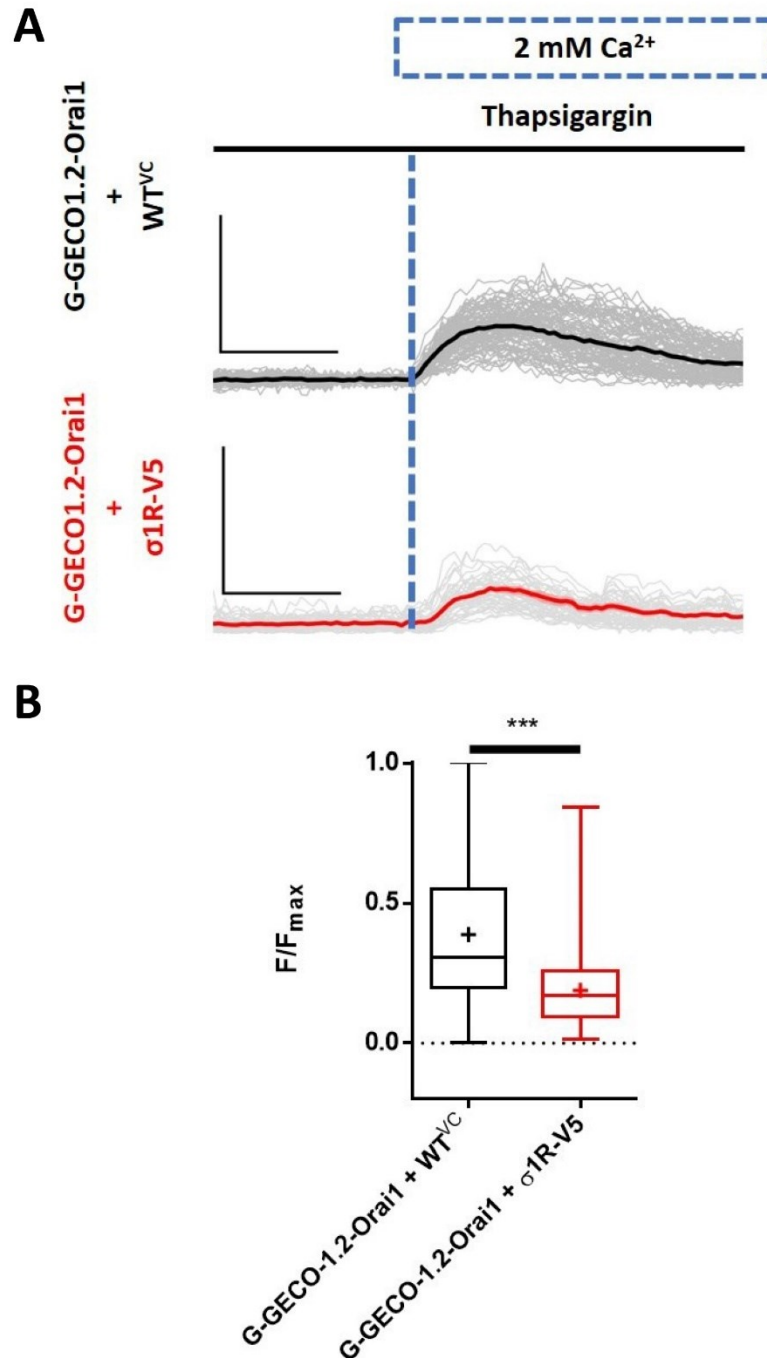 A
2 mM Ca²⁺
Thapsigargin
G-GECO1.2-Orai1
+
WT^VC
G-GECO1.2-Orai1
+
σ1R-V5
B
***
1.0
0.5
0.0
F/Fmax
+
+
G-GECO-1.2-Orai1 + WT^VC
G-GECO-1.2-Orai1 + σ1R-V5